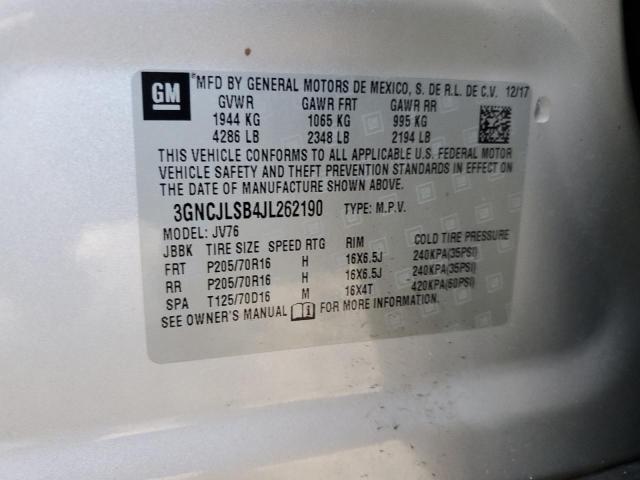 GM
®MFD BY GENERAL MOTORS DE MEXICO, S. DE R.L. DE C.V. 12/17
GVWR GAWR FRT GAWR RR
1944 KG 1065 KG 995 KG
4286 LB 2348 LB 2194 LB
THIS VEHICLE CONFORMS TO ALL APPLICABLE U.S. FEDERAL MOTOR
VEHICLE SAFETY AND THEFT PREVENTION STANDARDS IN EFFECT ON THE
DATE OF MANUFACTURE SHOWN ABOVE.
3GNCJLSB4JL262190 TYPE: M.P.V.
MODEL: JV76
JBBK TIRE SIZE SPEED RTG RIM COLD TIRE PRESSURE
FRT P205/70R16 H 16X6.5J 240KPA(35PSI)
RR P205/70R16 H 16X6.5J 240KPA(35PSI)
SPA T125/70D16 M 16X4T 420KPA(60PSI)
SEE OWNER'S MANUAL FOR MORE INFORMATION.